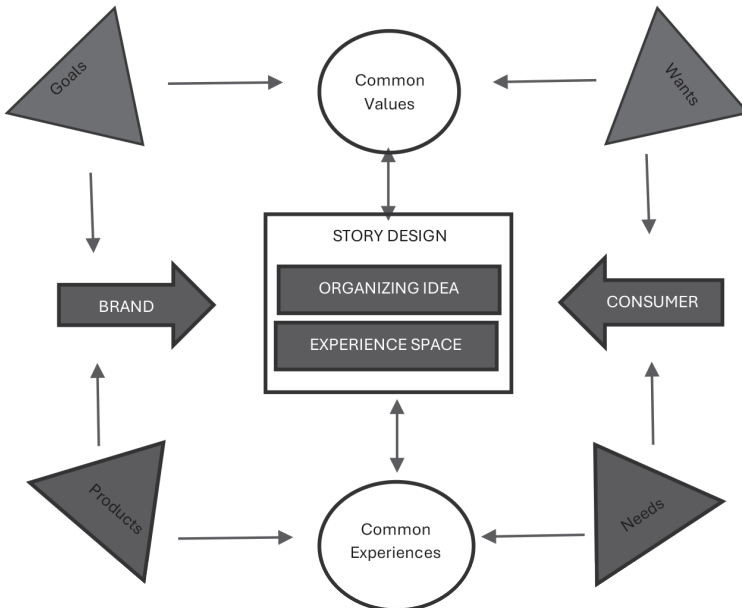 Goals
Common
Values
Wants
STORY DESIGN
ORGANIZING IDEA
BRAND
CONSUMER
EXPERIENCE SPACE
Products
Common
Experiences
Needs